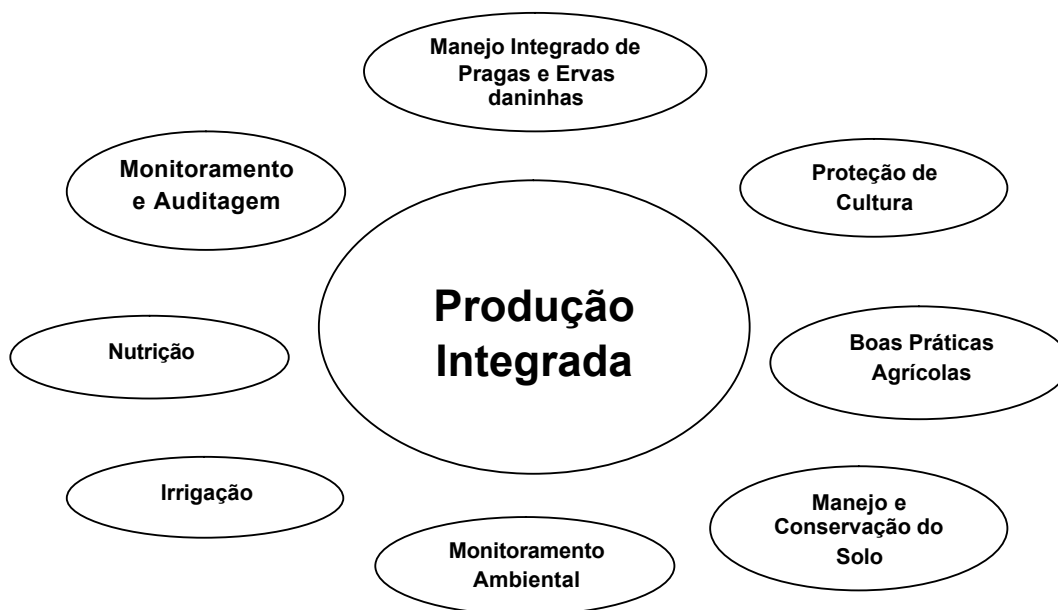 Manejo Integrado de
Pragas e Ervas
daninhas
Monitoramento
e Auditagem
Proteção de
Cultura
Produção
Integrada
Nutrição
Boas Práticas
Agrícolas
Irrigação
Manejo e
Conservação do
Solo
Monitoramento
Ambiental